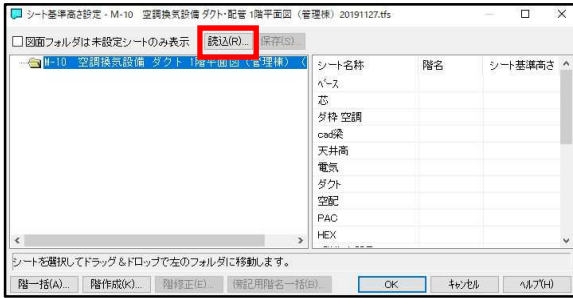 シート基準高さ設定 - M-10 空調換気設備 ダクト・配管 1階平面図 (管理棟) 20191127.tfs
図面フォルダは未設定シートのみ表示 読込(R)... 保存(S)...
M-10 空調換気設備 ダクト 1階平面図 (管理棟) (
シート名称 階名 シート基準高さ
ベース
芯
ダ枠 空調
cad梁
天井高
電気
ダクト
空配
PAC
HEX
シートを選択してドラッグ&ドロップで左のフォルダに移動します。
階一括(A)... 階作成(K)... 階修正(E)... 傍記用階名一括(B)... OK キャンセル ヘルプ(H)